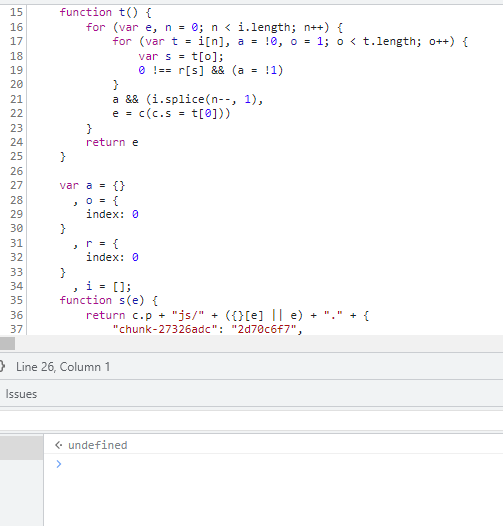 15 function t() {
16 for (var e, n = 0; n < i.length; n++) {
17 for (var t = i[n], a = !0, o = 1; o < t.length; o++) {
18 var s = t[o];
19 0 !== r[s] && (a = !1)
20 }
21 a && (i.splice(n--, 1),
22 e = c(c.s = t[0]))
23 }
24 return e
25 }
26
27 var a = {}
28 , o = {
29 index: 0
30 }
31 , r = {
32 index: 0
33 }
34 , i = [];
35 function s(e) {
36 return c.p + "js/" + ({}[e] || e) + "." + {
37 "chunk-27326adc": "2d70c6f7",
} Line 26, Column 1
Issues
undefined